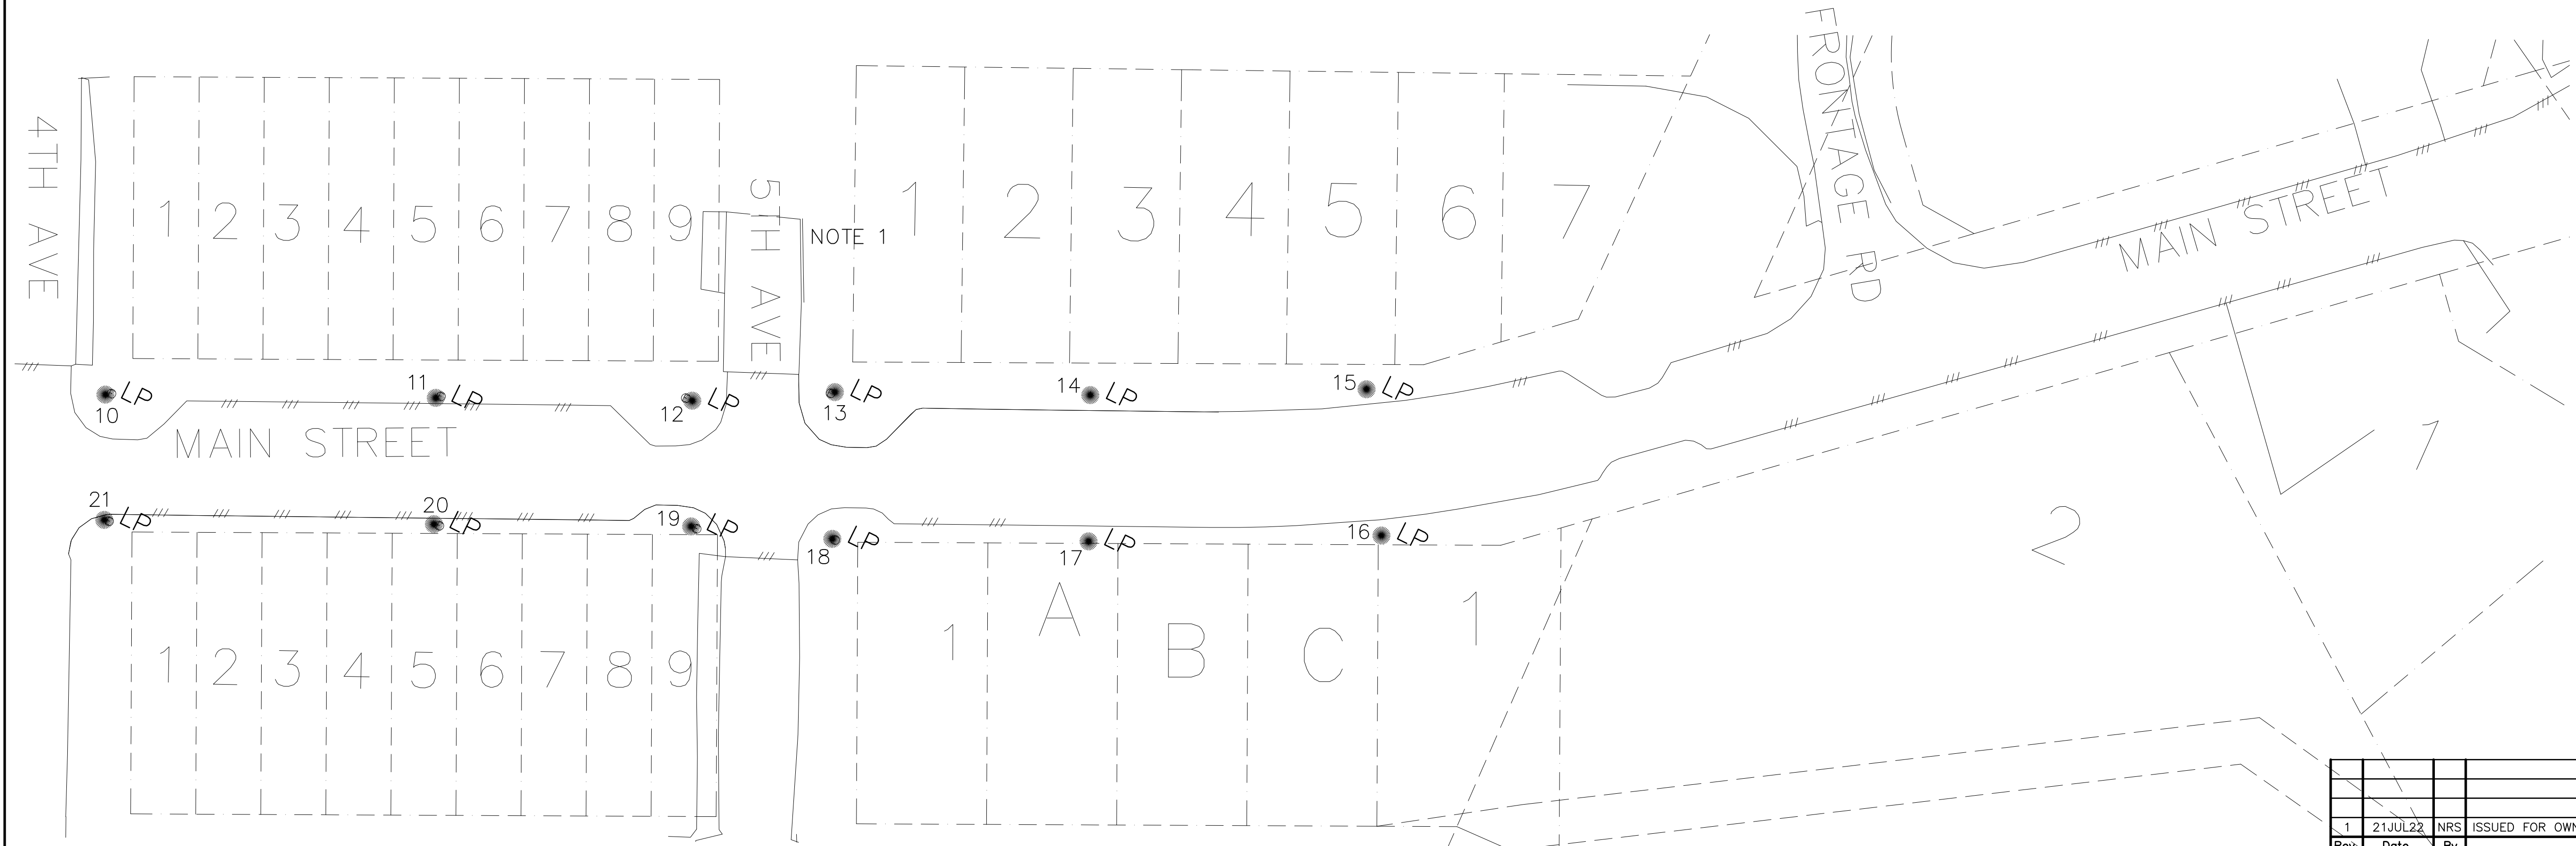 4TH AVE
1 2 3 4 5 6 7 8 9
5TH AVE
NOTE 1
1 2 3 4 5 6 7
FRONTAGE RD
MAIN STREET
10 LP
11 LP
12 LP
13 LP
14 LP
15 LP
MAIN STREET
21 LP
20 LP
19 LP
18 LP
17 LP
16 LP
1 2 3 4 5 6 7 8 9
1 A B C 1
2
1
1 21JUL22 NRS ISSUED FOR OWN
Rev Date By